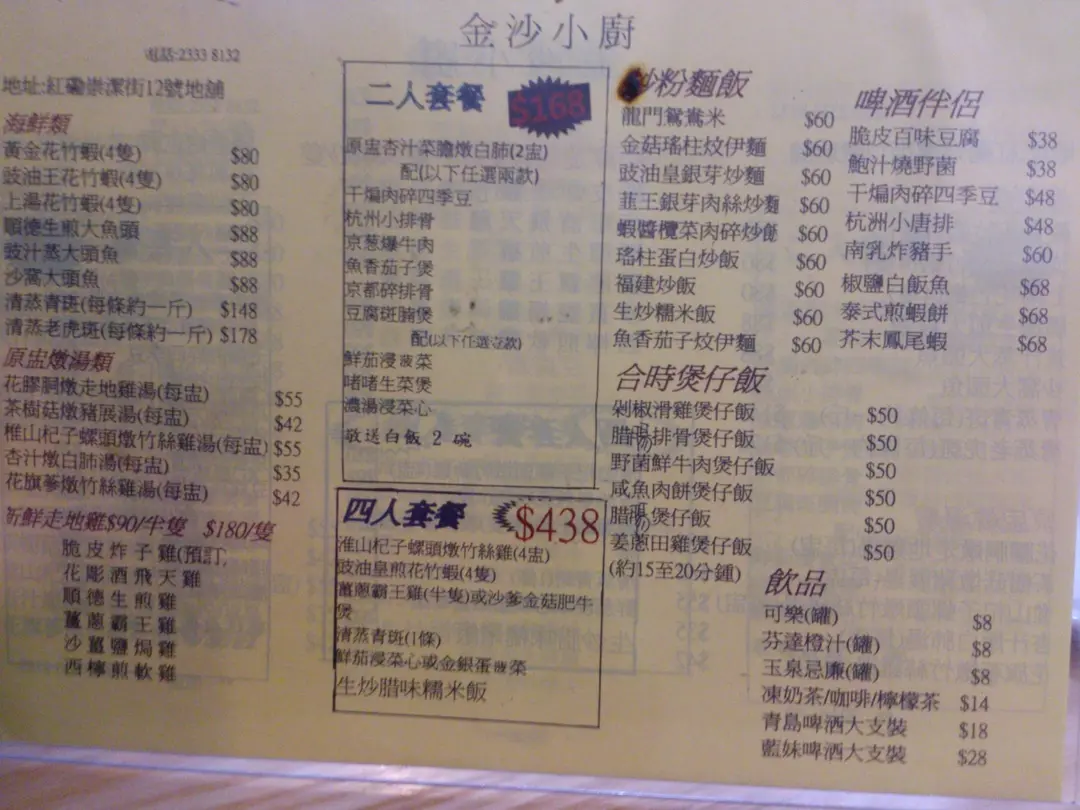 金沙小廚
電話:2333 8132
地址:紅磡崇潔街12號地舖
海鮮類
黃金花竹蝦(4隻) $80
豉油王花竹蝦(4隻) $80
上湯花竹蝦(4隻) $80
順德生煎大魚頭 $88
豉汁蒸大頭魚 $88
沙窩大頭魚 $88
清蒸青斑(每條約一斤) $148
清蒸老虎斑(每條約一斤) $178
原盅燉湯類
花膠胴燉走地雞湯(每盅) $55
茶樹菇燉豬展湯(每盅) $42
椎山杞子螺頭燉竹絲雞湯(每盅) $55
杏汁燉白肺湯(每盅) $35
花旗參燉竹絲雞湯(每盅) $42
新鮮走地雞$90/半隻 $180/隻
脆皮炸子雞(預訂)
花彫酒飛天雞
順德生煎雞
薑蔥霸王雞
沙薑鹽焗雞
西檸煎軟雞
二人套餐 $168
原盅杏汁菜膽燉白肺(2盅)
配(以下任選兩款)
干煸肉碎四季豆
杭州小排骨
京葱爆牛肉
魚香茄子煲
京都碎排骨
豆腐斑腩煲
配(以下任選壹款)
鮮茄浸菜
啫啫生菜煲
濃湯浸菜心
敬送白飯 2 碗
四人套餐 $438
淮山杞子螺頭燉竹絲雞(4盅)
豉油皇煎花竹蝦(4隻)
薑蔥霸王雞(半隻)或沙爹金菇肥牛
煲
清蒸青斑(1條)
鮮茄浸菜心或金銀蛋菜
生炒腊味糯米飯
炒粉麵飯
龍門鴛鴦米 $60
金菇瑤柱炆伊麵 $60
豉油皇銀芽炒麵 $60
韮王銀芽肉絲炒麵 $60
蝦醬欖菜肉碎炒飯 $60
瑤柱蛋白炒飯 $60
福建炒飯 $60
生炒糯米飯 $60
魚香茄子炆伊麵 $60
合時煲仔飯
剁椒滑雞煲仔飯 $50
腊腸排骨煲仔飯 $50
野菌鮮牛肉煲仔飯 $50
咸魚肉餅煲仔飯 $50
腊味煲仔飯 $50
姜蔥田雞煲仔飯 $50
(約15至20分鍾)
啤酒伴侶
脆皮百味豆腐 $38
鮑汁燒野菌 $38
干煸肉碎四季豆 $48
杭洲小唐排 $48
南乳炸豬手 $60
椒鹽白飯魚 $68
泰式煎蝦餅 $68
芥末鳳尾蝦 $68
飲品
可樂(罐) $8
芬達橙汁(罐) $8
玉泉忌廉(罐) $8
凍奶茶/咖啡/檸檬茶 $14
青島啤酒大支裝 $18
藍妹啤酒大支裝 $28